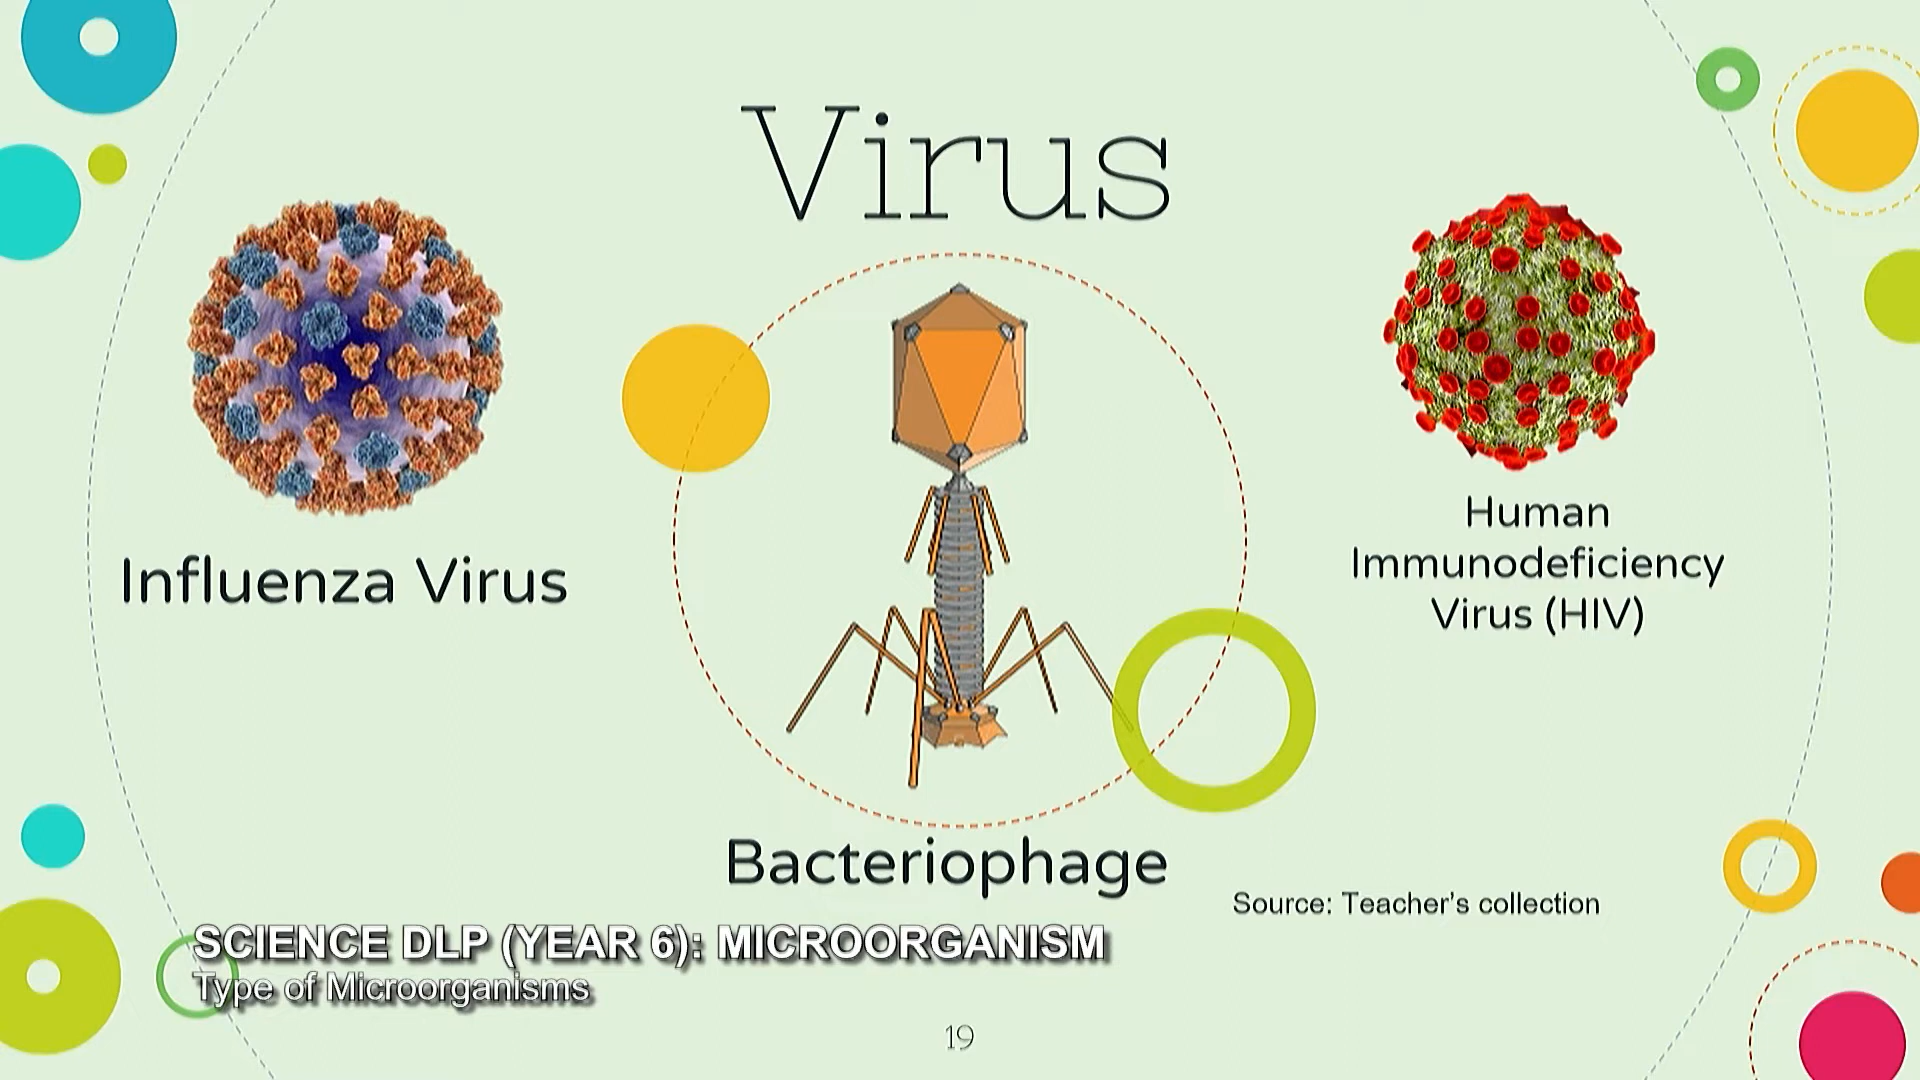 Virus
Influenza Virus
Human
Immunodeficiency
Virus (HIV)
Bacteriophage
Source: Teacher's collection
SCIENCE DLP (YEAR 6): MICROORGANISM
Type of Microorganisms
19